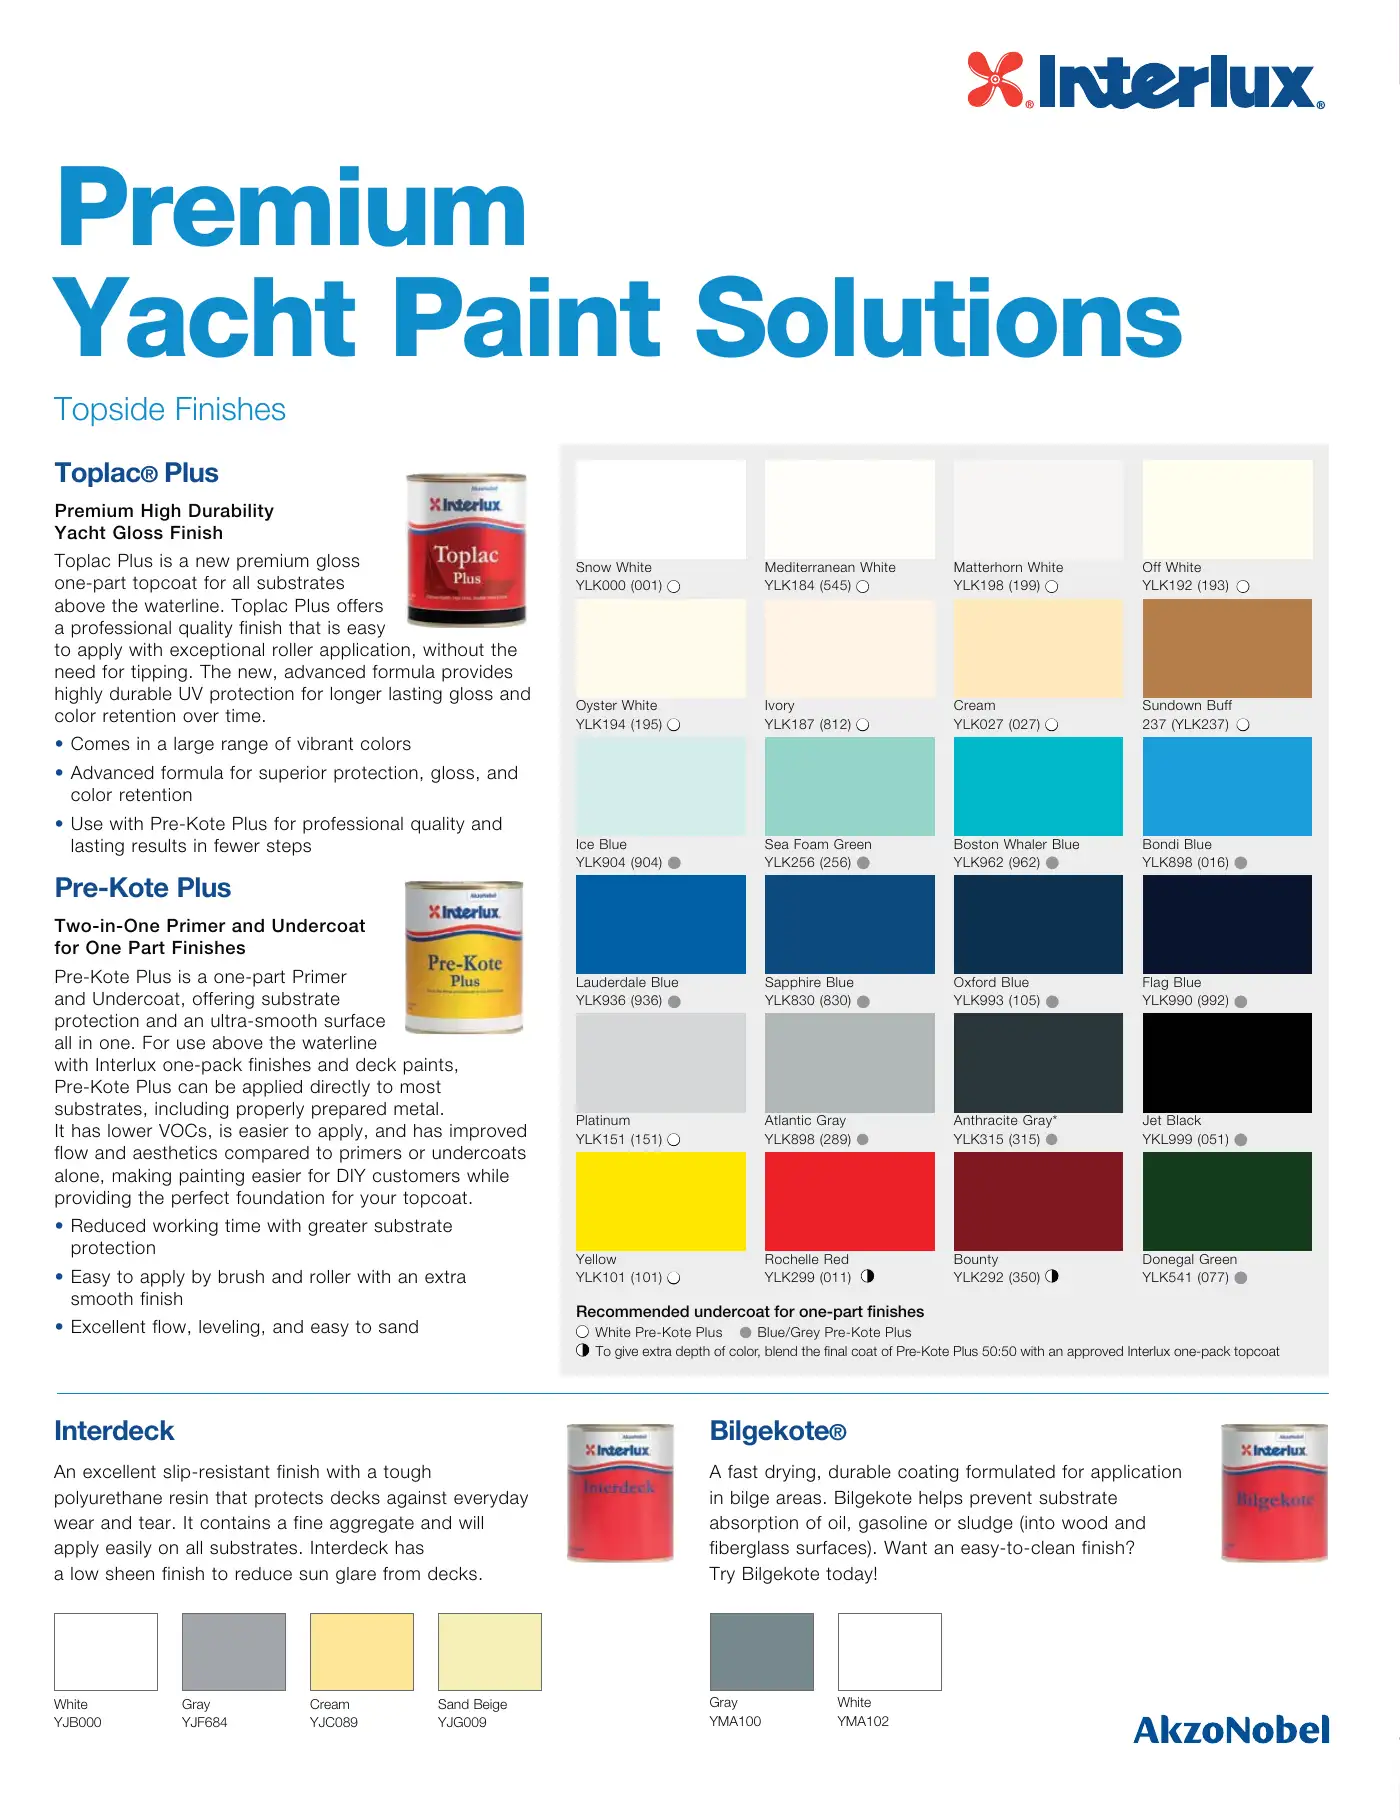 Interlux®
Premium
Yacht Paint Solutions
Topside Finishes
Toplac® Plus
Premium High Durability
Yacht Gloss Finish
Toplac Plus is a new premium gloss
one-part topcoat for all substrates
above the waterline. Toplac Plus offers
a professional quality finish that is easy
to apply with exceptional roller application, without the
need for tipping. The new, advanced formula provides
highly durable UV protection for longer lasting gloss and
color retention over time.
• Comes in a large range of vibrant colors
• Advanced formula for superior protection, gloss, and
color retention
• Use with Pre-Kote Plus for professional quality and
lasting results in fewer steps
AkzoNobel
Interlux
Toplac
Plus
Pre-Kote Plus
Two-in-One Primer and Undercoat
for One Part Finishes
Pre-Kote Plus is a one-part Primer
and Undercoat, offering substrate
protection and an ultra-smooth surface
all in one. For use above the waterline
with Interlux one-pack finishes and deck paints,
Pre-Kote Plus can be applied directly to most
substrates, including properly prepared metal.
It has lower VOCs, is easier to apply, and has improved
flow and aesthetics compared to primers or undercoats
alone, making painting easier for DIY customers while
providing the perfect foundation for your topcoat.
• Reduced working time with greater substrate
protection
• Easy to apply by brush and roller with an extra
smooth finish
• Excellent flow, leveling, and easy to sand
AkzoNobel
Interlux
Pre-Kote
Plus
Snow White
YLK000 (001)
Mediterranean White
YLK184 (545)
Matterhorn White
YLK198 (199)
Off White
YLK192 (193)
Oyster White
YLK194 (195)
Ivory
YLK187 (812)
Cream
YLK027 (027)
Sundown Buff
237 (YLK237)
Ice Blue
YLK904 (904)
Sea Foam Green
YLK256 (256)
Boston Whaler Blue
YLK962 (962)
Bondi Blue
YLK898 (016)
Lauderdale Blue
YLK936 (936)
Sapphire Blue
YLK830 (830)
Oxford Blue
YLK993 (105)
Flag Blue
YLK990 (992)
Platinum
YLK151 (151)
Atlantic Gray
YLK898 (289)
Anthracite Gray*
YLK315 (315)
Jet Black
YKL999 (051)
Yellow
YLK101 (101)
Rochelle Red
YLK299 (011)
Bounty
YLK292 (350)
Donegal Green
YLK541 (077)
Recommended undercoat for one-part finishes
White Pre-Kote Plus Blue/Grey Pre-Kote Plus
To give extra depth of color, blend the final coat of Pre-Kote Plus 50:50 with an approved Interlux one-pack topcoat
Interdeck
An excellent slip-resistant finish with a tough
polyurethane resin that protects decks against everyday
wear and tear. It contains a fine aggregate and will
apply easily on all substrates. Interdeck has
a low sheen finish to reduce sun glare from decks.
AkzoNobel
Interlux
Interdeck
White
YJB000
Gray
YJF684
Cream
YJC089
Sand Beige
YJG009
Bilgekote®
A fast drying, durable coating formulated for application
in bilge areas. Bilgekote helps prevent substrate
absorption of oil, gasoline or sludge (into wood and
fiberglass surfaces). Want an easy-to-clean finish?
Try Bilgekote today!
AkzoNobel
Interlux
Bilgekote
Gray
YMA100
White
YMA102
AkzoNobel